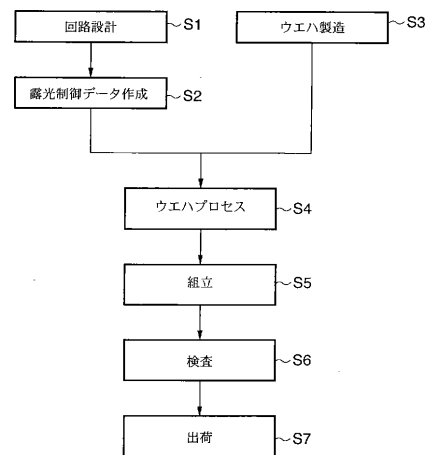 回路設計 S1
ウエハ製造 S3
露光制御データ作成 S2
ウエハプロセス S4
組立 S5
検査 S6
出荷 S7